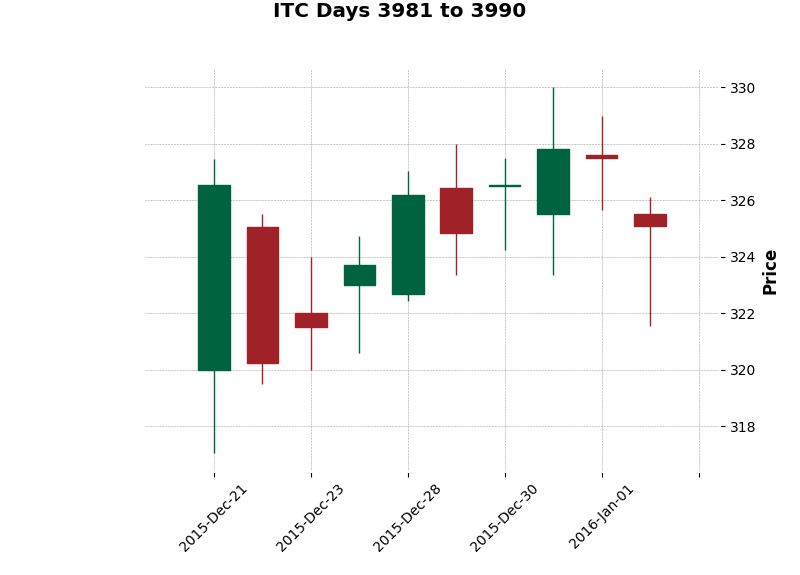 ITC Days 3981 to 3990
330
328
326
324
322
320
318
Price
2015-Dec-21
2015-Dec-23
2015-Dec-28
2015-Dec-30
2016-Jan-01